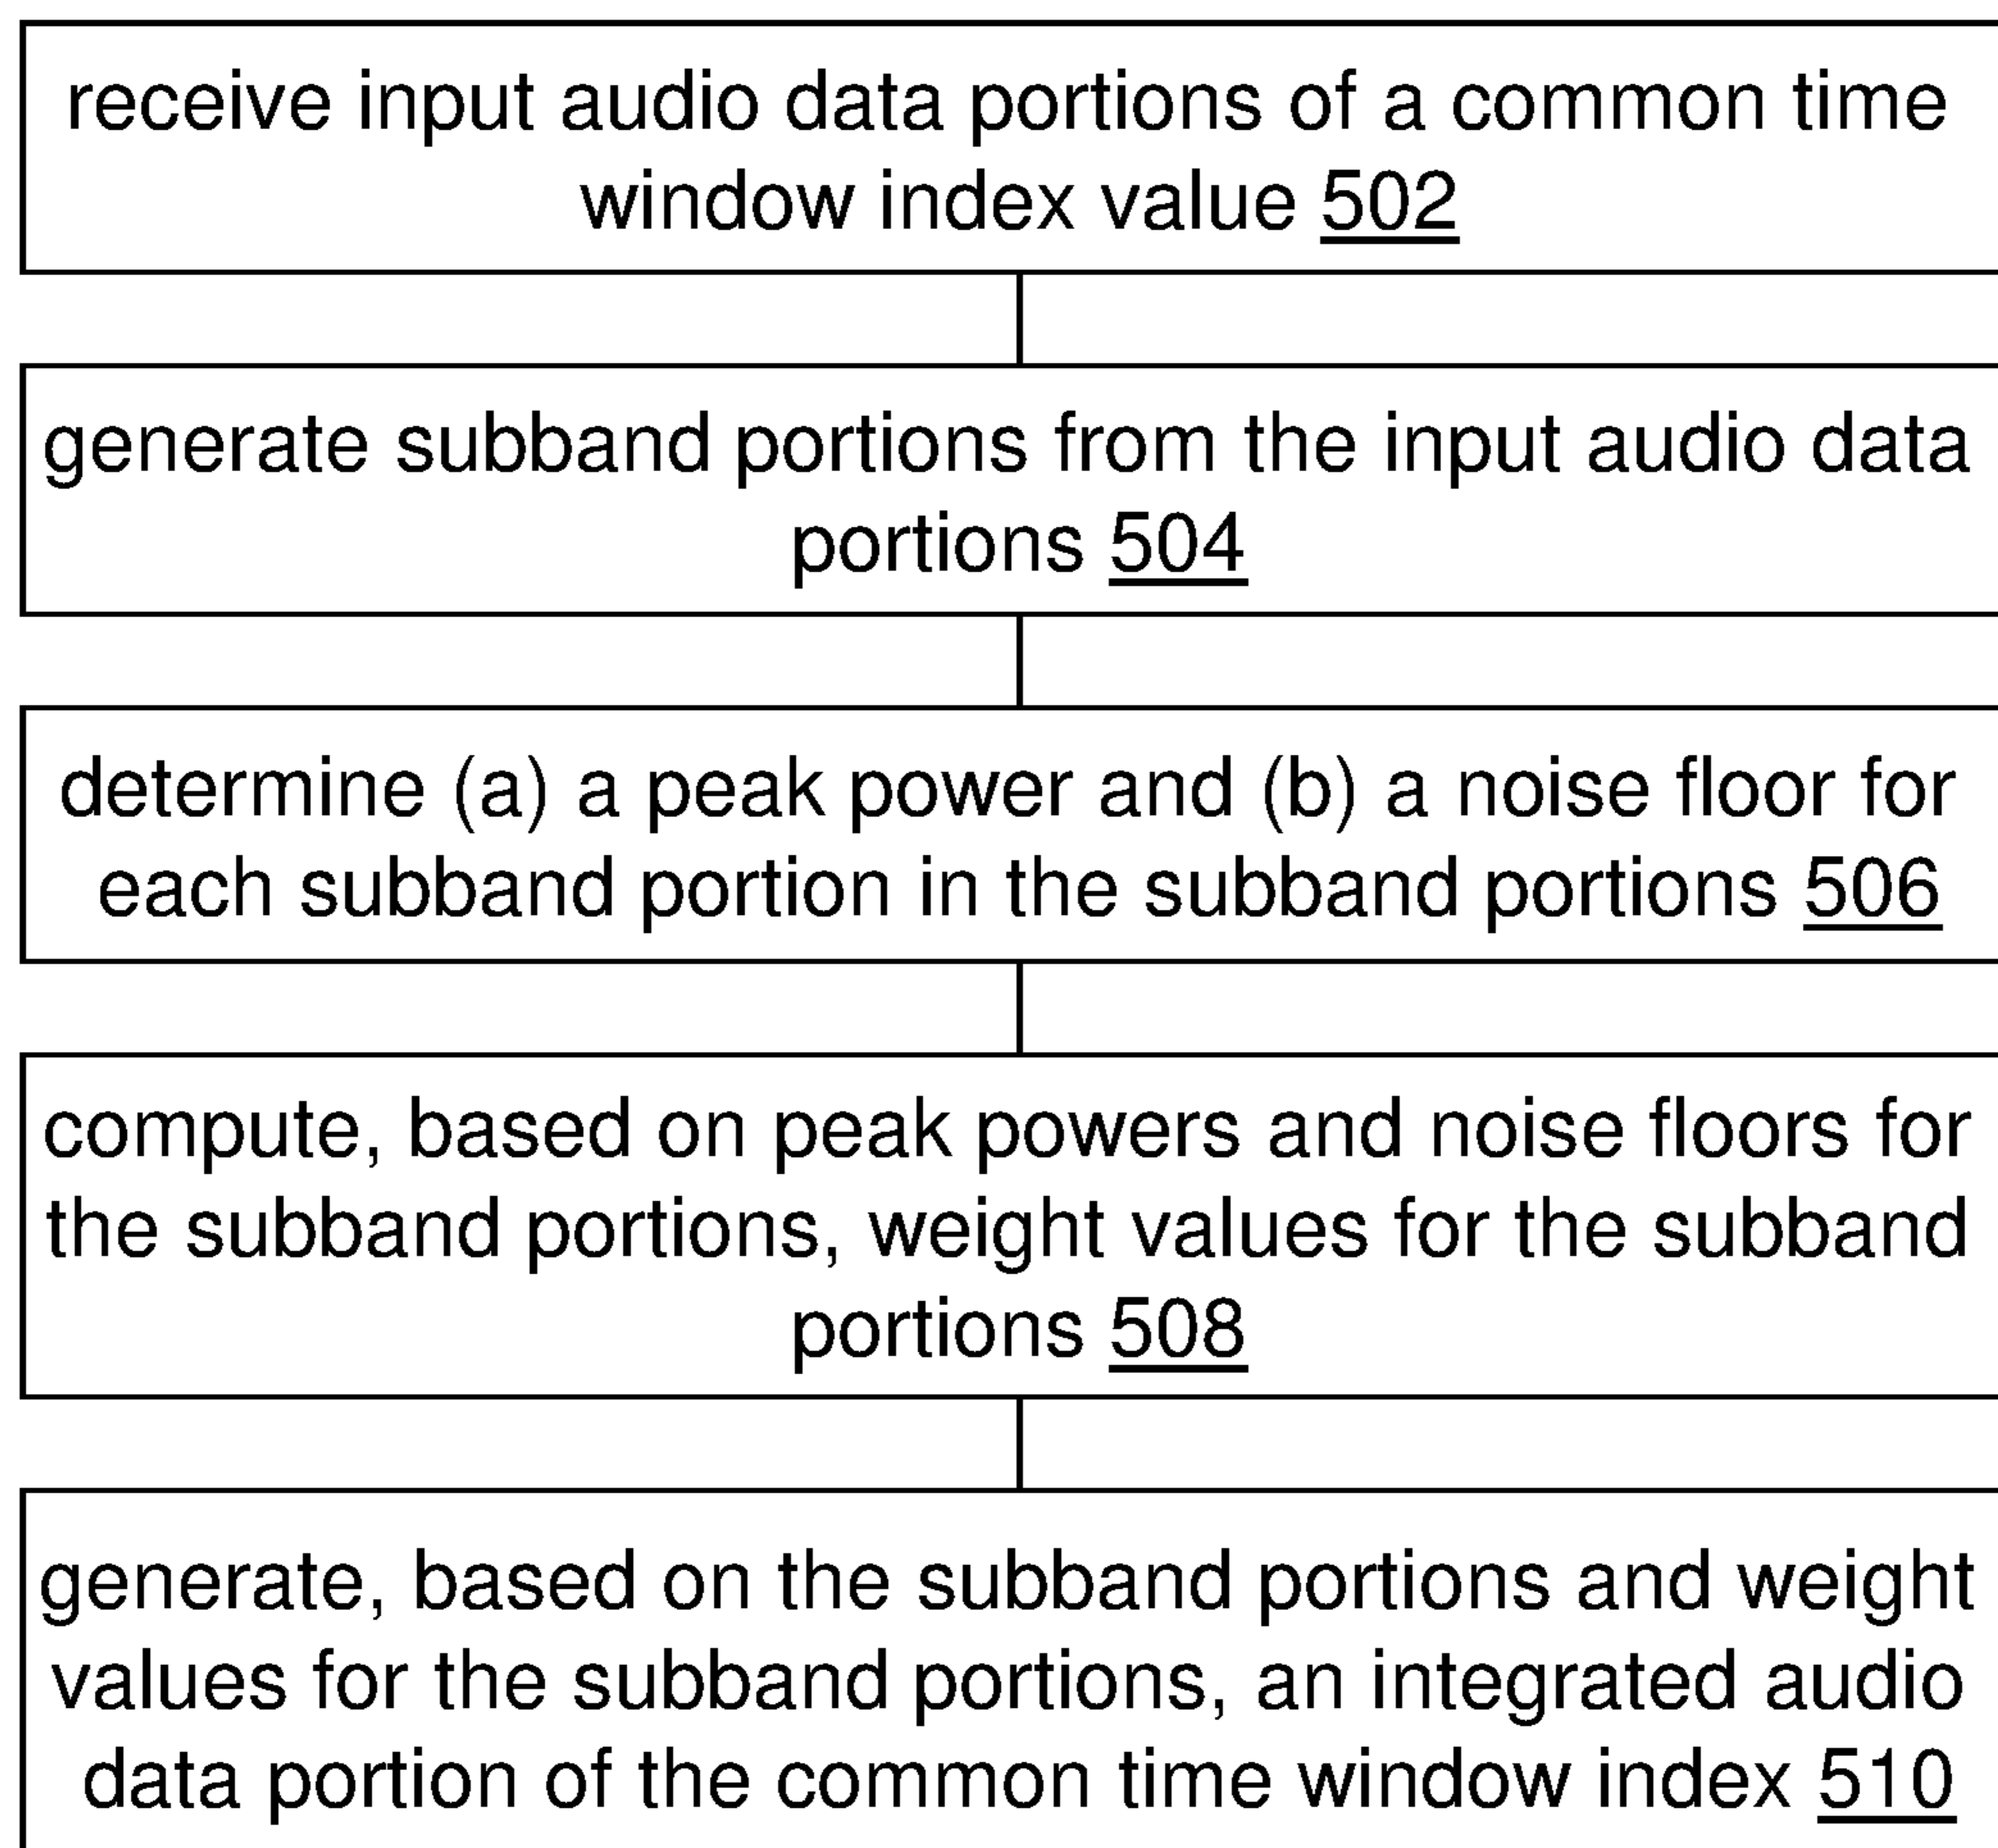 receive input audio data portions of a common time
window index value 502
generate subband portions from the input audio data
portions 504
determine (a) a peak power and (b) a noise floor for
each subband portion in the subband portions 506
compute, based on peak powers and noise floors for
the subband portions, weight values for the subband
portions 508
generate, based on the subband portions and weight
values for the subband portions, an integrated audio
data portion of the common time window index 510